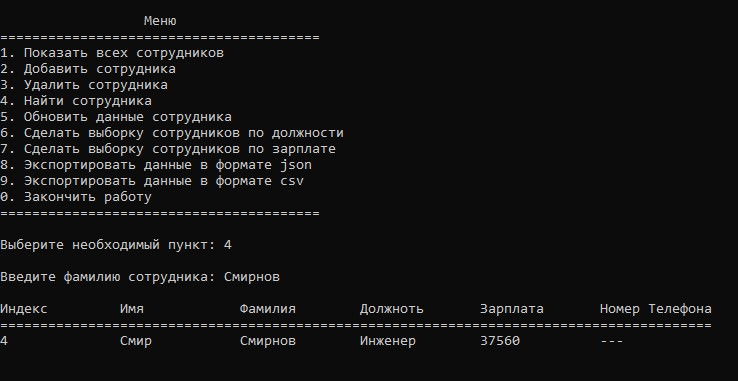 Меню
========================================
1. Показать всех сотрудников
2. Добавить сотрудника
3. Удалить сотрудника
4. Найти сотрудника
5. Обновить данные сотрудника
6. Сделать выборку сотрудников по должности
7. Сделать выборку сотрудников по зарплате
8. Экспортировать данные в формате json
9. Экспортировать данные в формате csv
0. Закончить работу
========================================
Выберите необходимый пункт: 4
Введите фамилию сотрудника: Смирнов
Индекс Имя Фамилия Должноть Зарплата Номер Телефона
=========================================================================================
4 Смир Смирнов Инженер 37560 ---